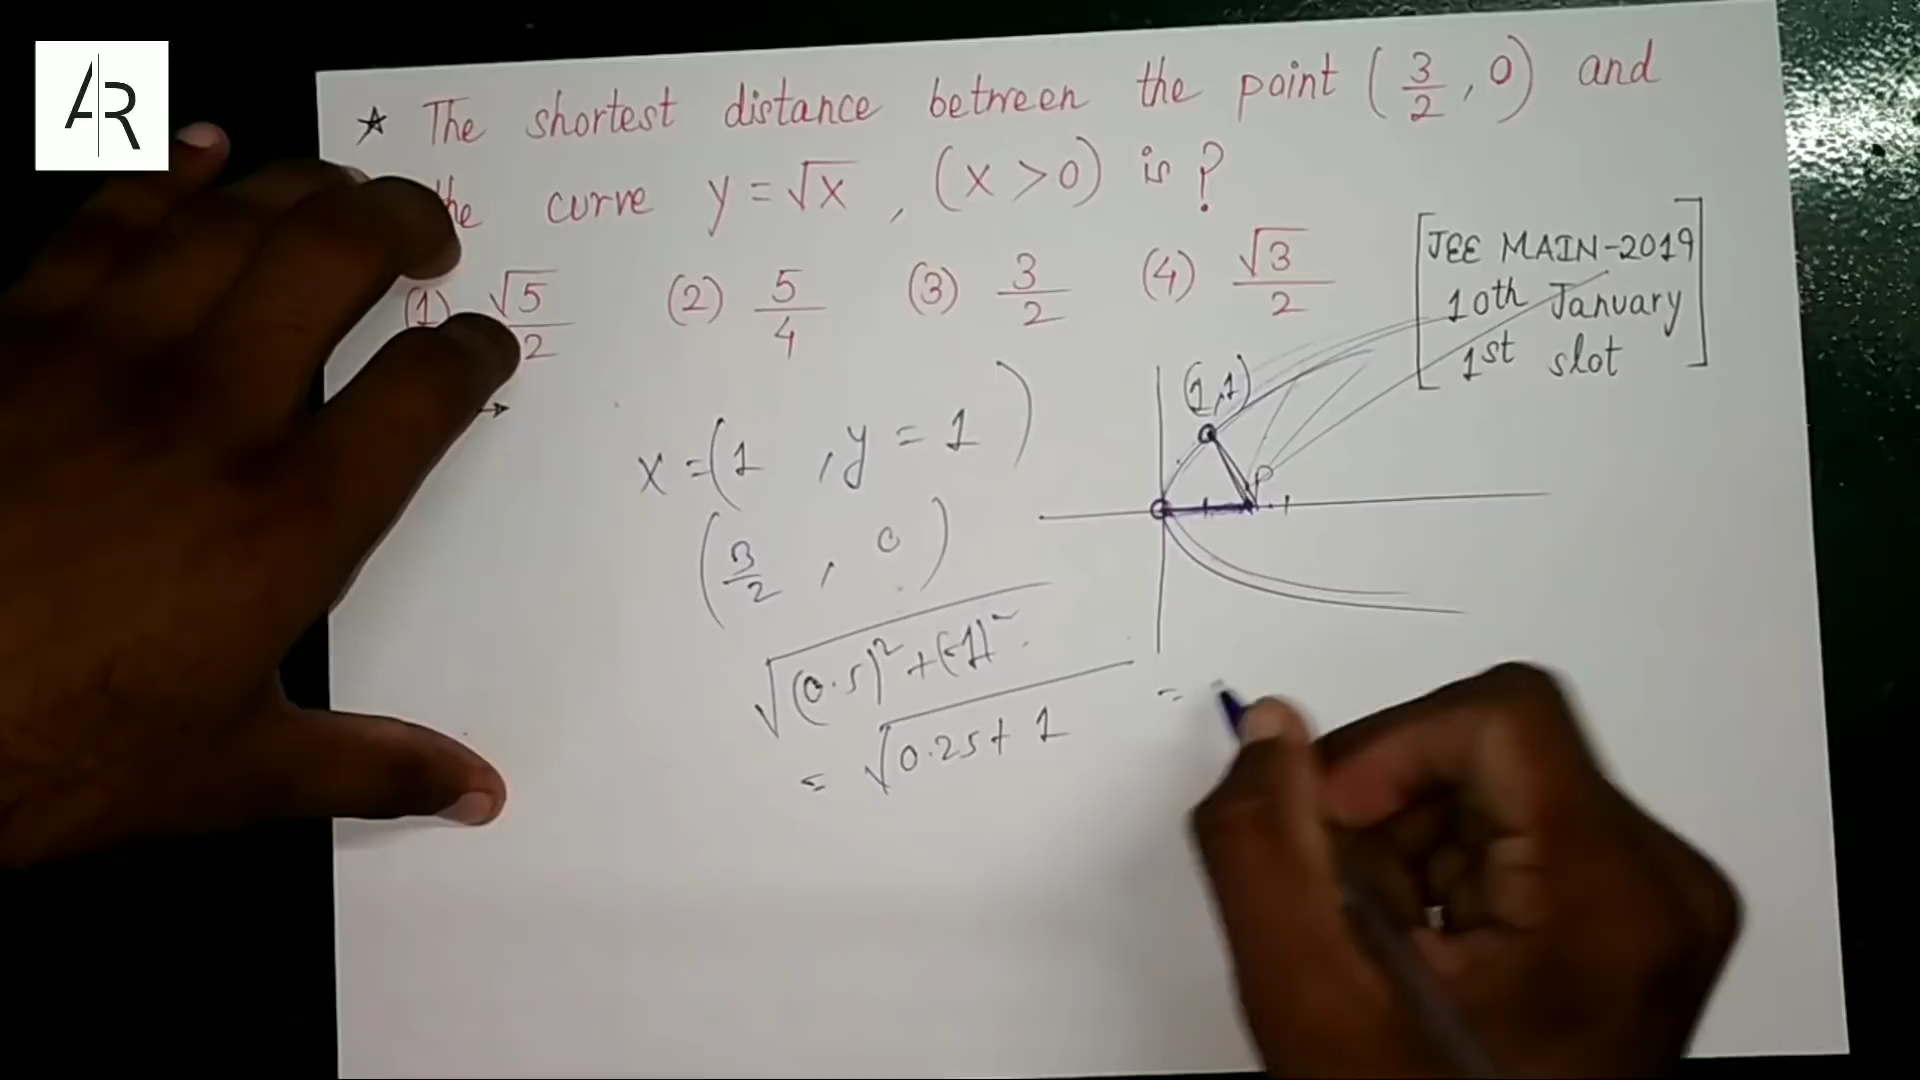 AR
★ The shortest distance between the point (3/2, 0) and
the curve y = √x , (x > 0) is ?
(1) √5/2 (2) 5/4 (3) 3/2 (4) √3/2
[JEE MAIN-2019
10th January
1st slot]
→
(1,1)
P
x = (1 , y = 1)
(3/2 , 0)
√(0.5)² + (-1)²
= √0.25 + 1 =